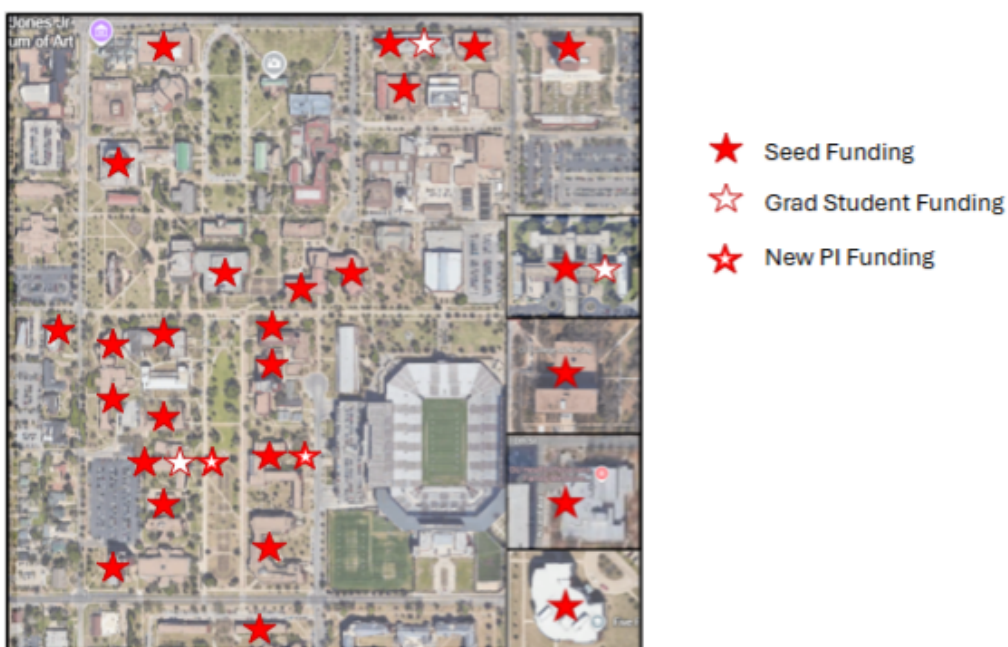 Jones Jr
um of Art
Seed Funding
Grad Student Funding
New PI Funding